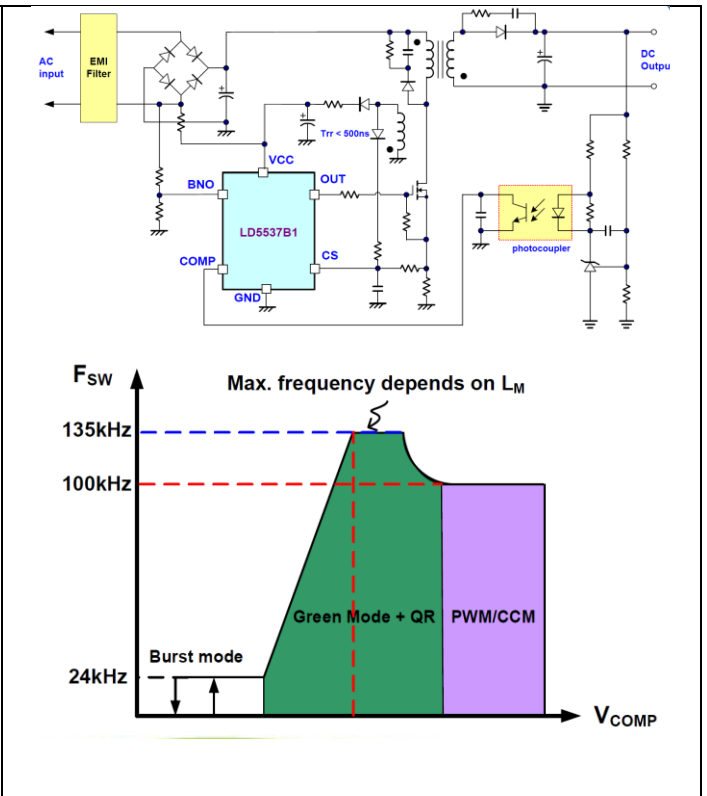 AC
input
EMI
Filter
DC
Outpu
Trr < 500ns
VCC
BNO
OUT
LD5537B1
COMP
CS
GND
photocoupler
FSW
Max. frequency depends on LM
135kHz
100kHz
Green Mode + QR
PWM/CCM
Burst mode
24kHz
VCOMP